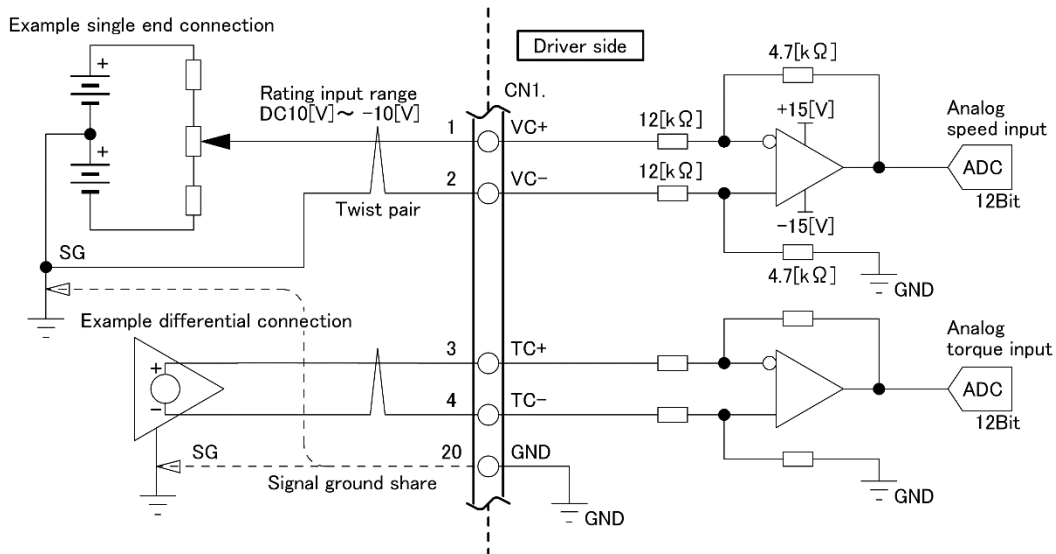 Example single end connection
Driver side
4.7[kΩ]
Rating input range
DC10[V]～ -10[V]
CN1.
+
1
VC+
12[kΩ]
+15[V]
Analog
speed input
ADC
12Bit
+
2
VC-
12[kΩ]
Twist pair
-15[V]
SG
4.7[kΩ]
GND
Example differential connection
Analog
torque input
3
TC+
+
-
4
TC-
ADC
12Bit
SG
20
GND
Signal ground share
GND
GND